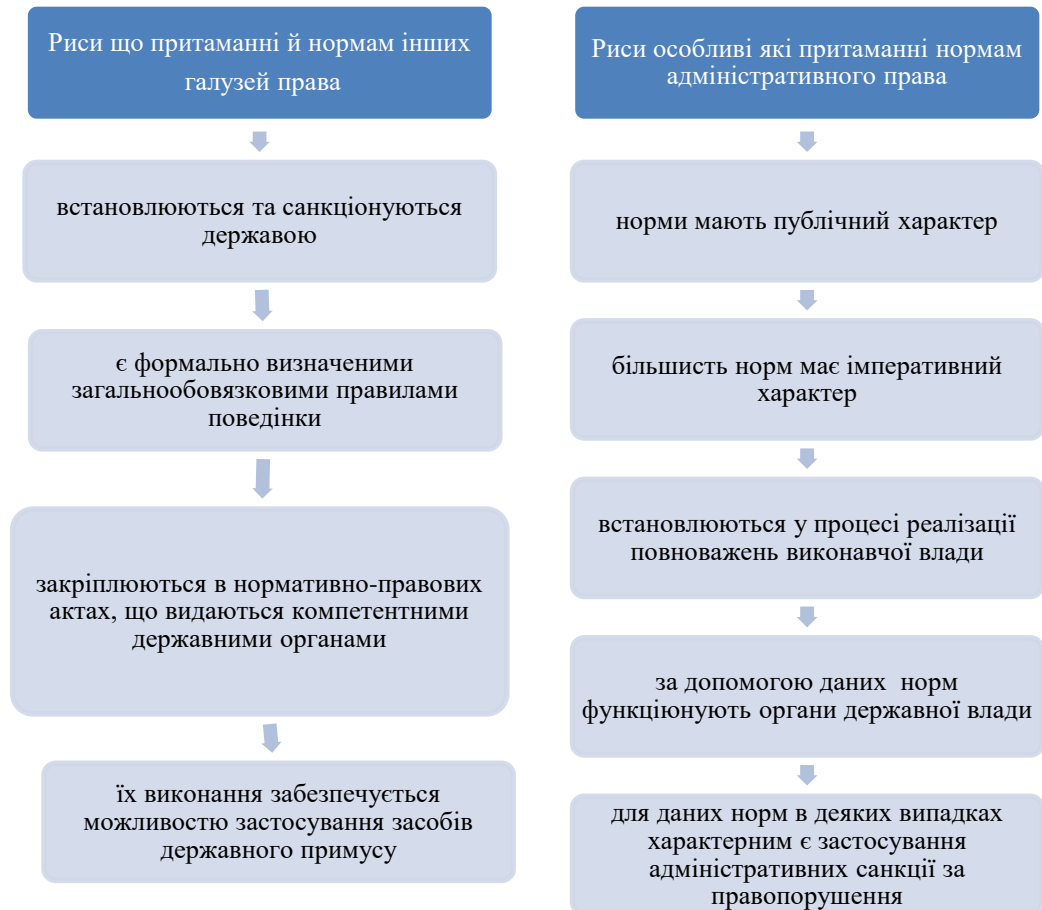 Риси що притаманні й нормам інших
галузей права
встановлюються та санкціонуються
державою
є формально визначеними
загальнообовязковими правилами
поведінки
закріплюються в нормативно-правових
актах, що видаються компетентними
державними органами
їх виконання забезпечується
можливостю застосування засобів
державного примусу
Риси особливі які притаманні нормам
адміністративного права
норми мають публічний характер
більшисть норм має імперативний
характер
встановлюються у процесі реалізації
повноважень виконавчої влади
за допомогою даних норм
функціюнують органи державної влади
для даних норм в деяких випадках
характерним є застосування
адміністративних санкції за
правопорушення